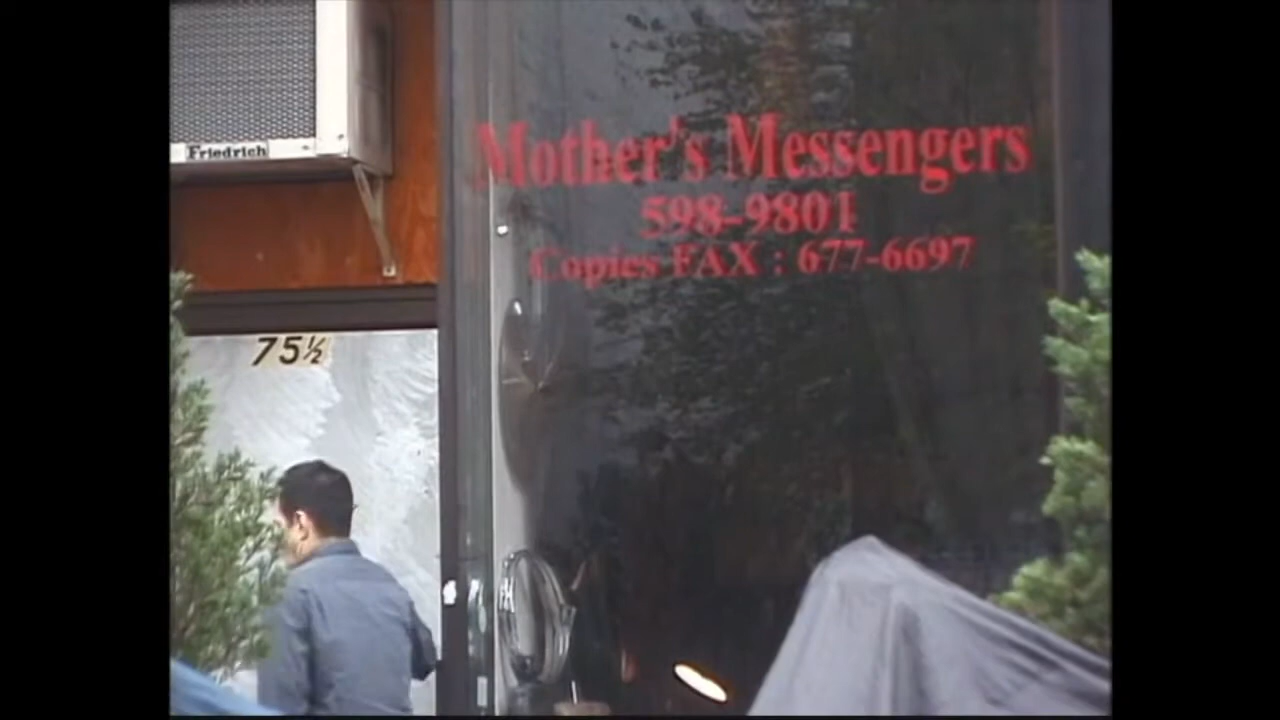 Friedrich
Mother's Messengers
598-9801
Copies FAX : 677-6697
75½